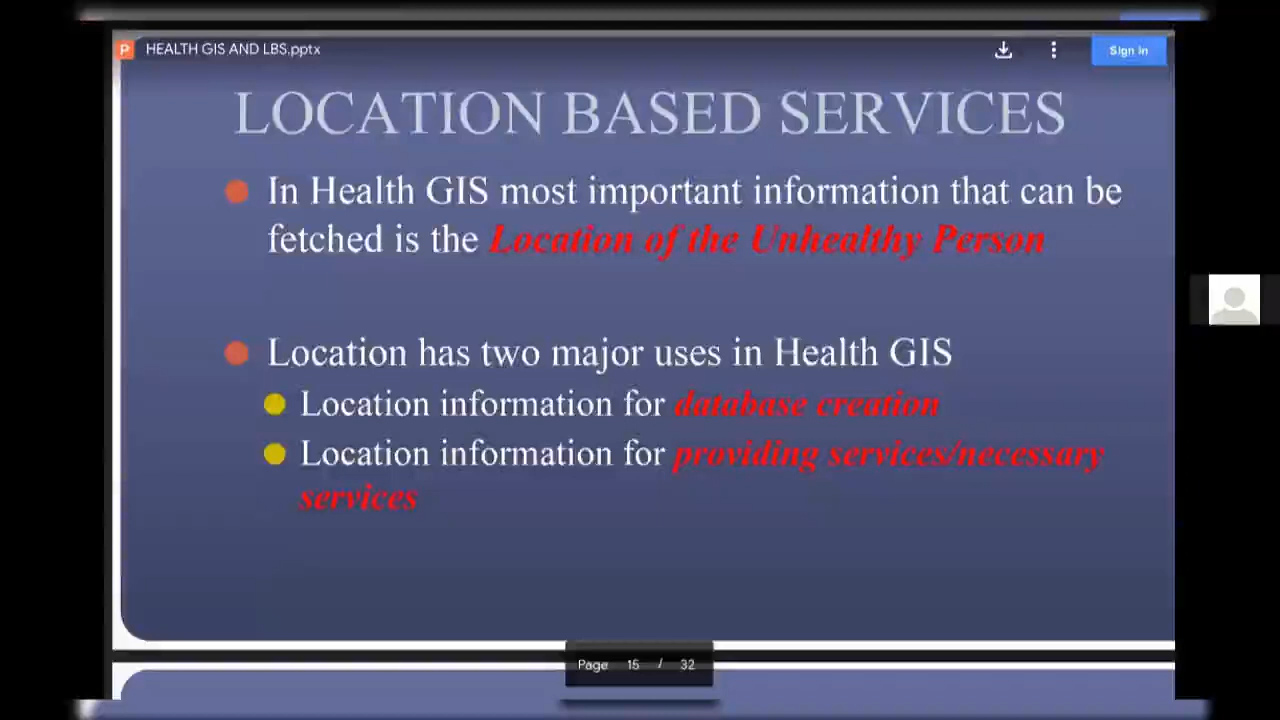 HEALTH GIS AND LBS.pptx
Sign in
LOCATION BASED SERVICES
In Health GIS most important information that can be
fetched is the Location of the Unhealthy Person
Location has two major uses in Health GIS
Location information for database creation
Location information for providing services/necessary
services
Page 15 / 32